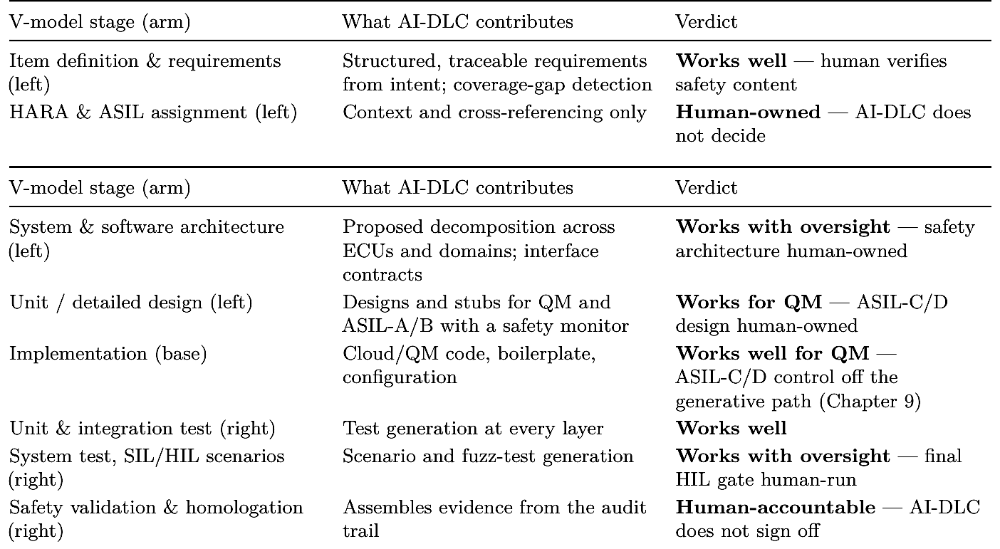 V-model stage (arm) What AI-DLC contributes Verdict
Item definition & requirements Structured, traceable requirements Works well — human verifies
(left) from intent; coverage-gap detection safety content
HARA & ASIL assignment (left) Context and cross-referencing only Human-owned — AI-DLC does
not decide
V-model stage (arm) What AI-DLC contributes Verdict
System & software architecture Proposed decomposition across Works with oversight — safety
(left) ECUs and domains; interface architecture human-owned
contracts
Unit / detailed design (left) Designs and stubs for QM and Works for QM — ASIL-C/D
ASIL-A/B with a safety monitor design human-owned
Implementation (base) Cloud/QM code, boilerplate, Works well for QM —
configuration ASIL-C/D control off the
generative path (Chapter 9)
Unit & integration test (right) Test generation at every layer Works well
System test, SIL/HIL scenarios Scenario and fuzz-test generation Works with oversight — final
(right) HIL gate human-run
Safety validation & homologation Assembles evidence from the audit Human-accountable — AI-DLC
(right) trail does not sign off